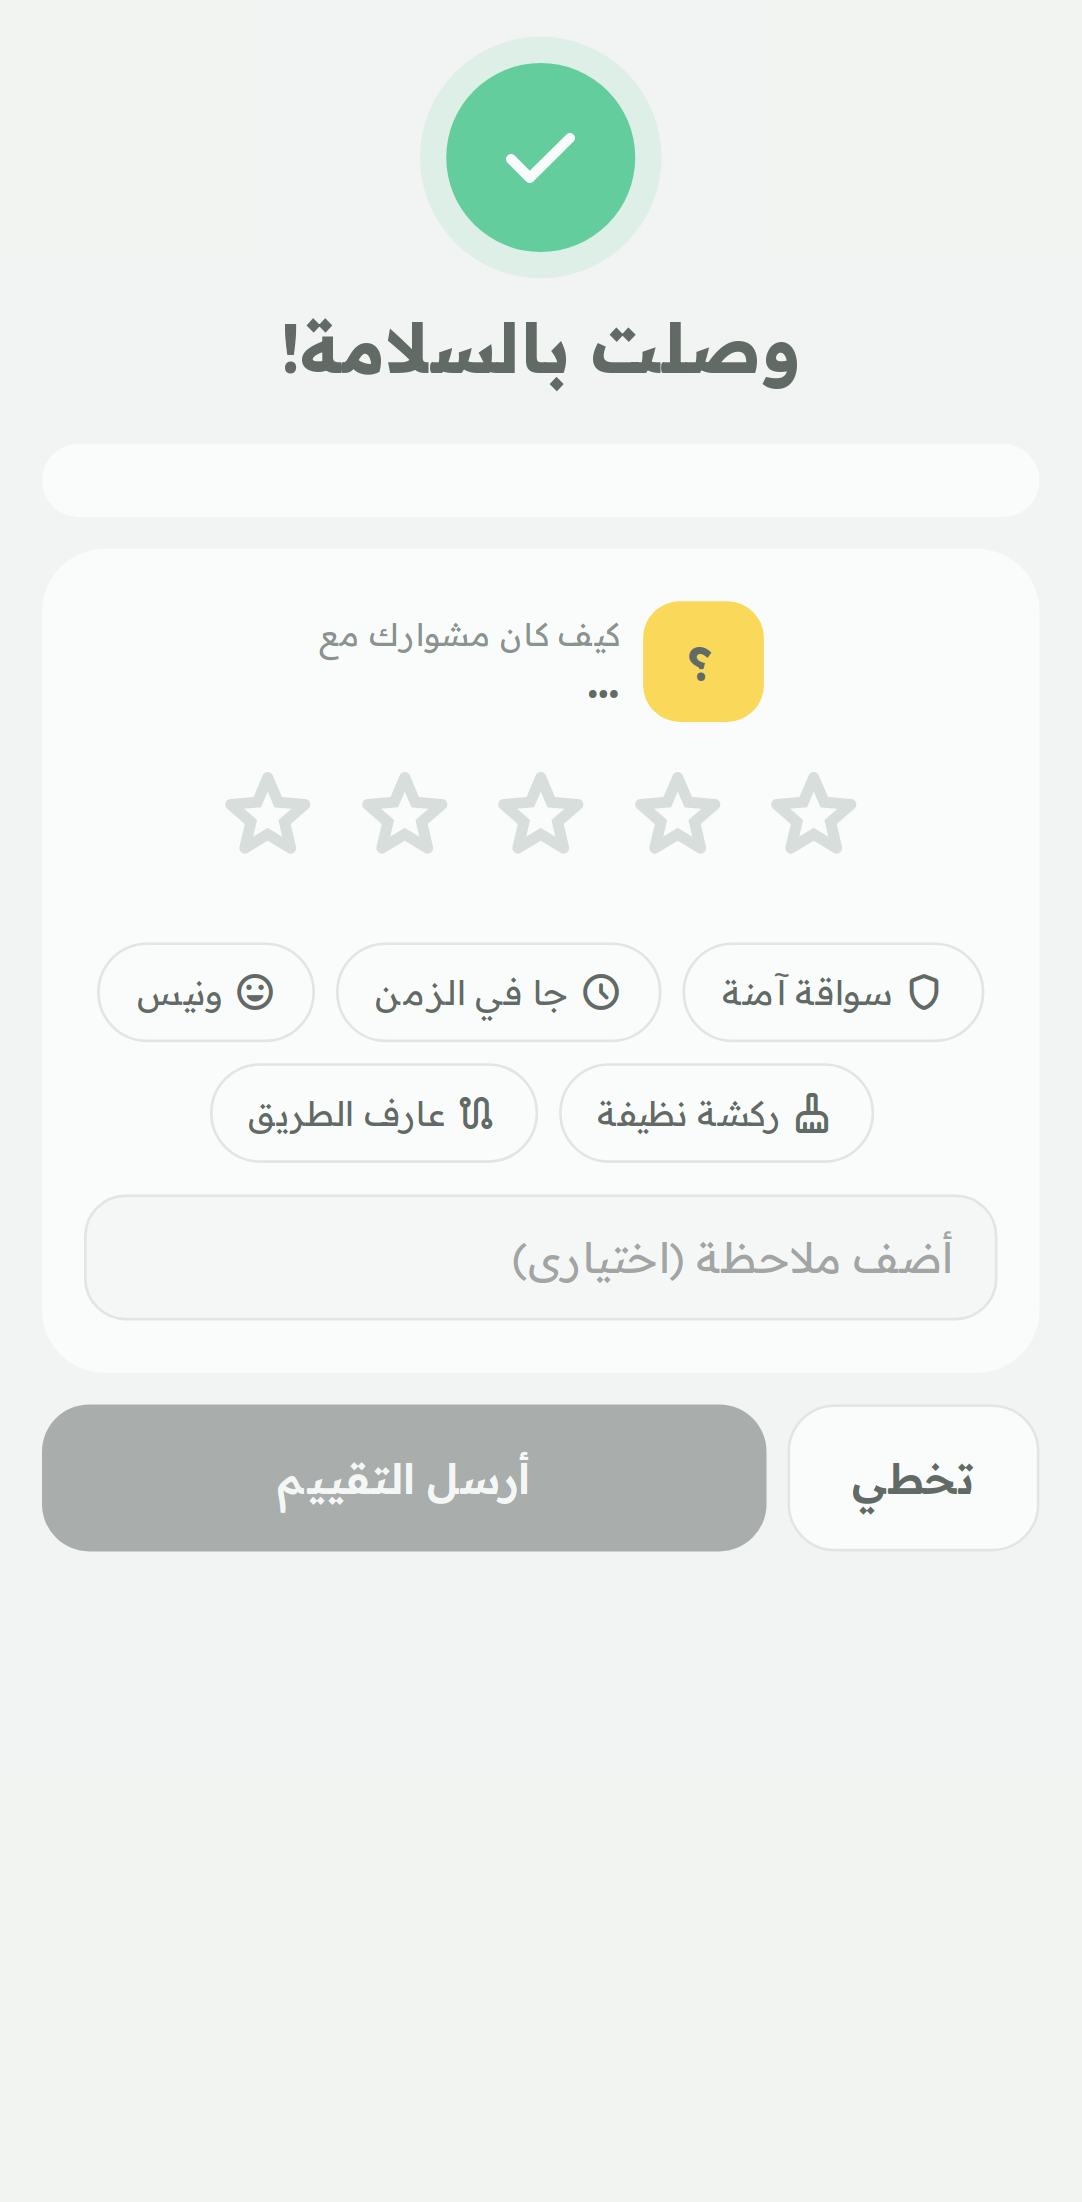 وصلت بالسلامة!
كيف كان مشوارك مع
...
؟
سواقة آمنة
جا في الزمن
ونيس
ركشة نظيفة
عارف الطريق
أضف ملاحظة (اختياري)
تخطي
أرسل التقييم